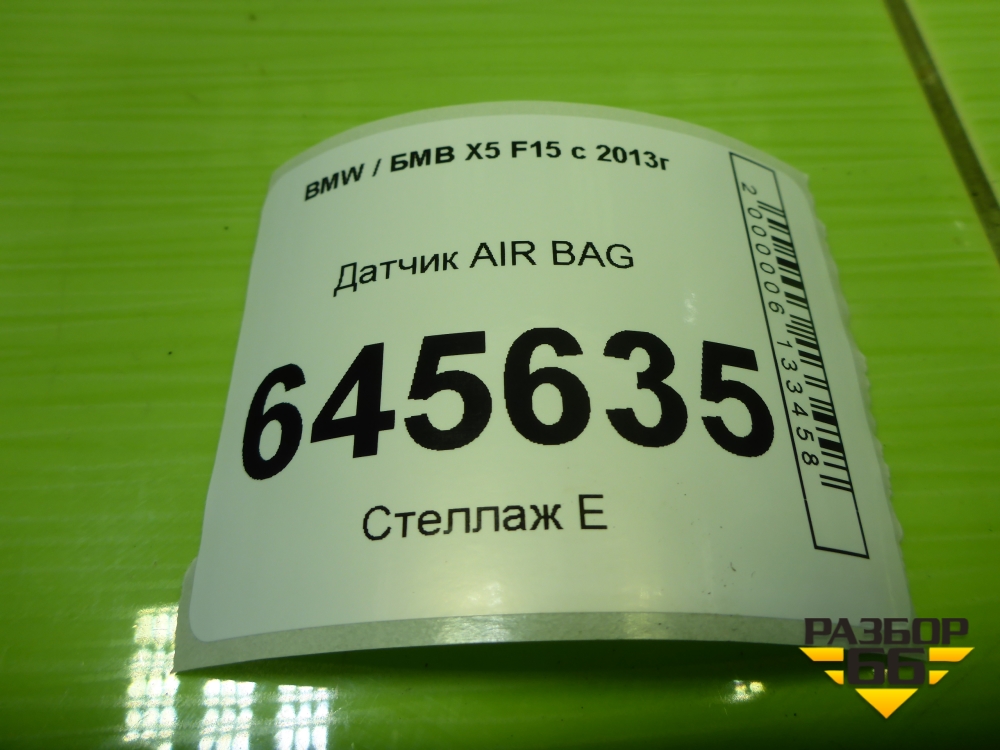 BMW / БМВ X5 F15 с 2013г
Датчик AIR BAG
645635
Стеллаж Е
2000006133458
РАЗБОР
66